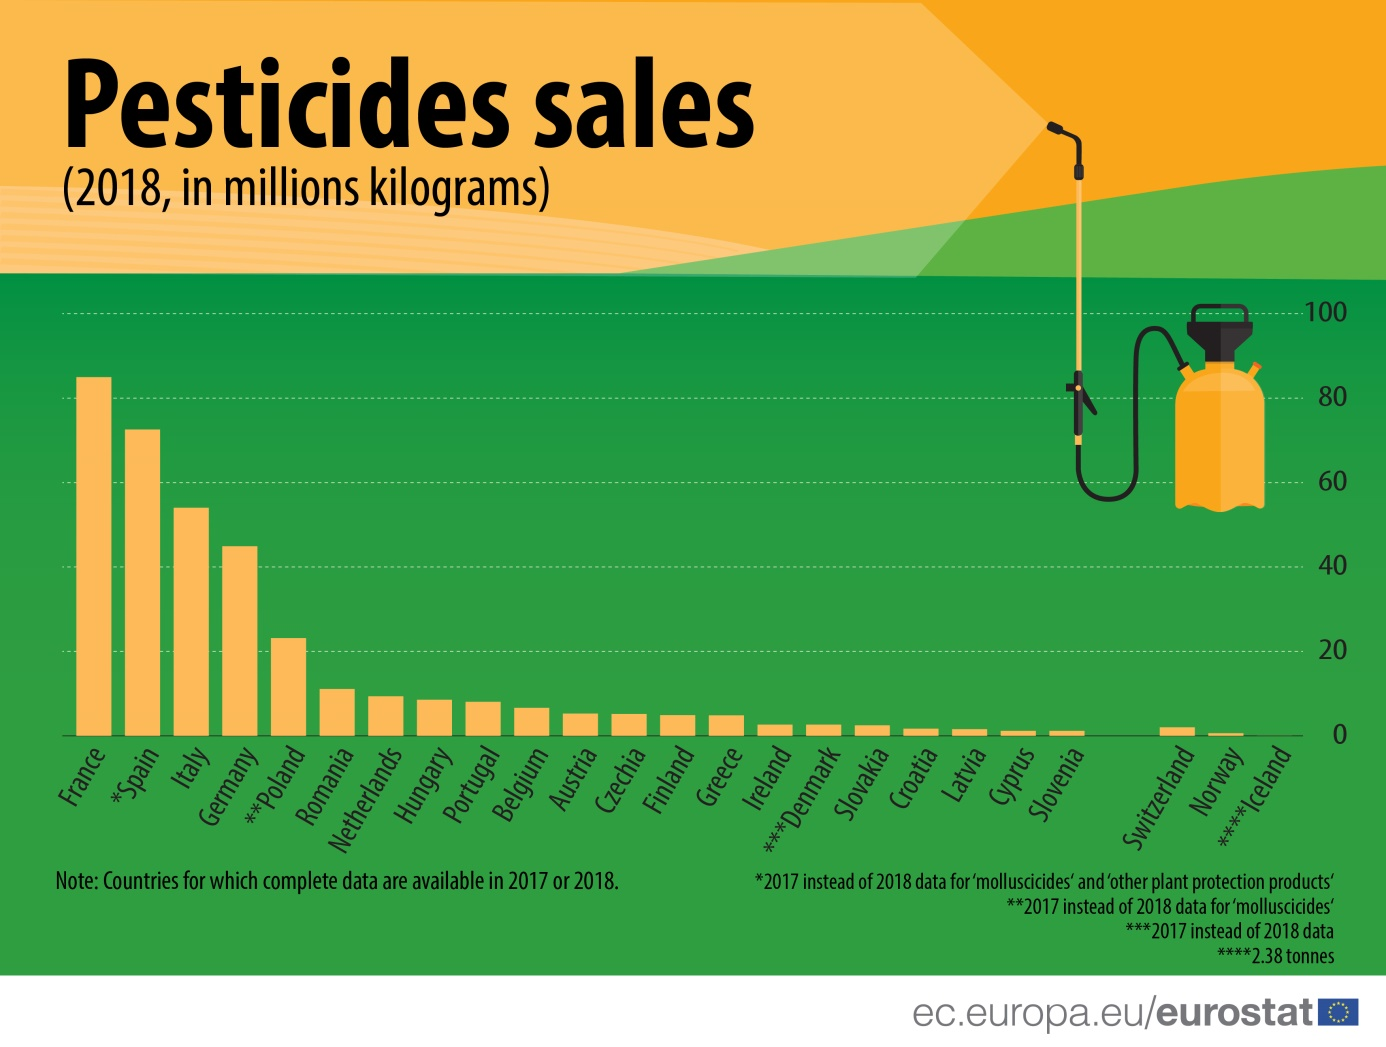 Pesticides sales
(2018, in millions kilograms)
100
80
60
40
20
0
France
*Spain
Italy
Germany
**Poland
Romania
Netherlands
Hungary
Portugal
Belgium
Austria
Czechia
Finland
Greece
Ireland
***Denmark
Slovakia
Croatia
Latvia
Cyprus
Slovenia
Switzerland
Norway
****Iceland
Note: Countries for which complete data are available in 2017 or 2018.
*2017 instead of 2018 data for ‘molluscicides‘ and ‘other plant protection products‘
**2017 instead of 2018 data for ‘molluscicides‘
***2017 instead of 2018 data
****2.38 tonnes
ec.europa.eu/eurostat